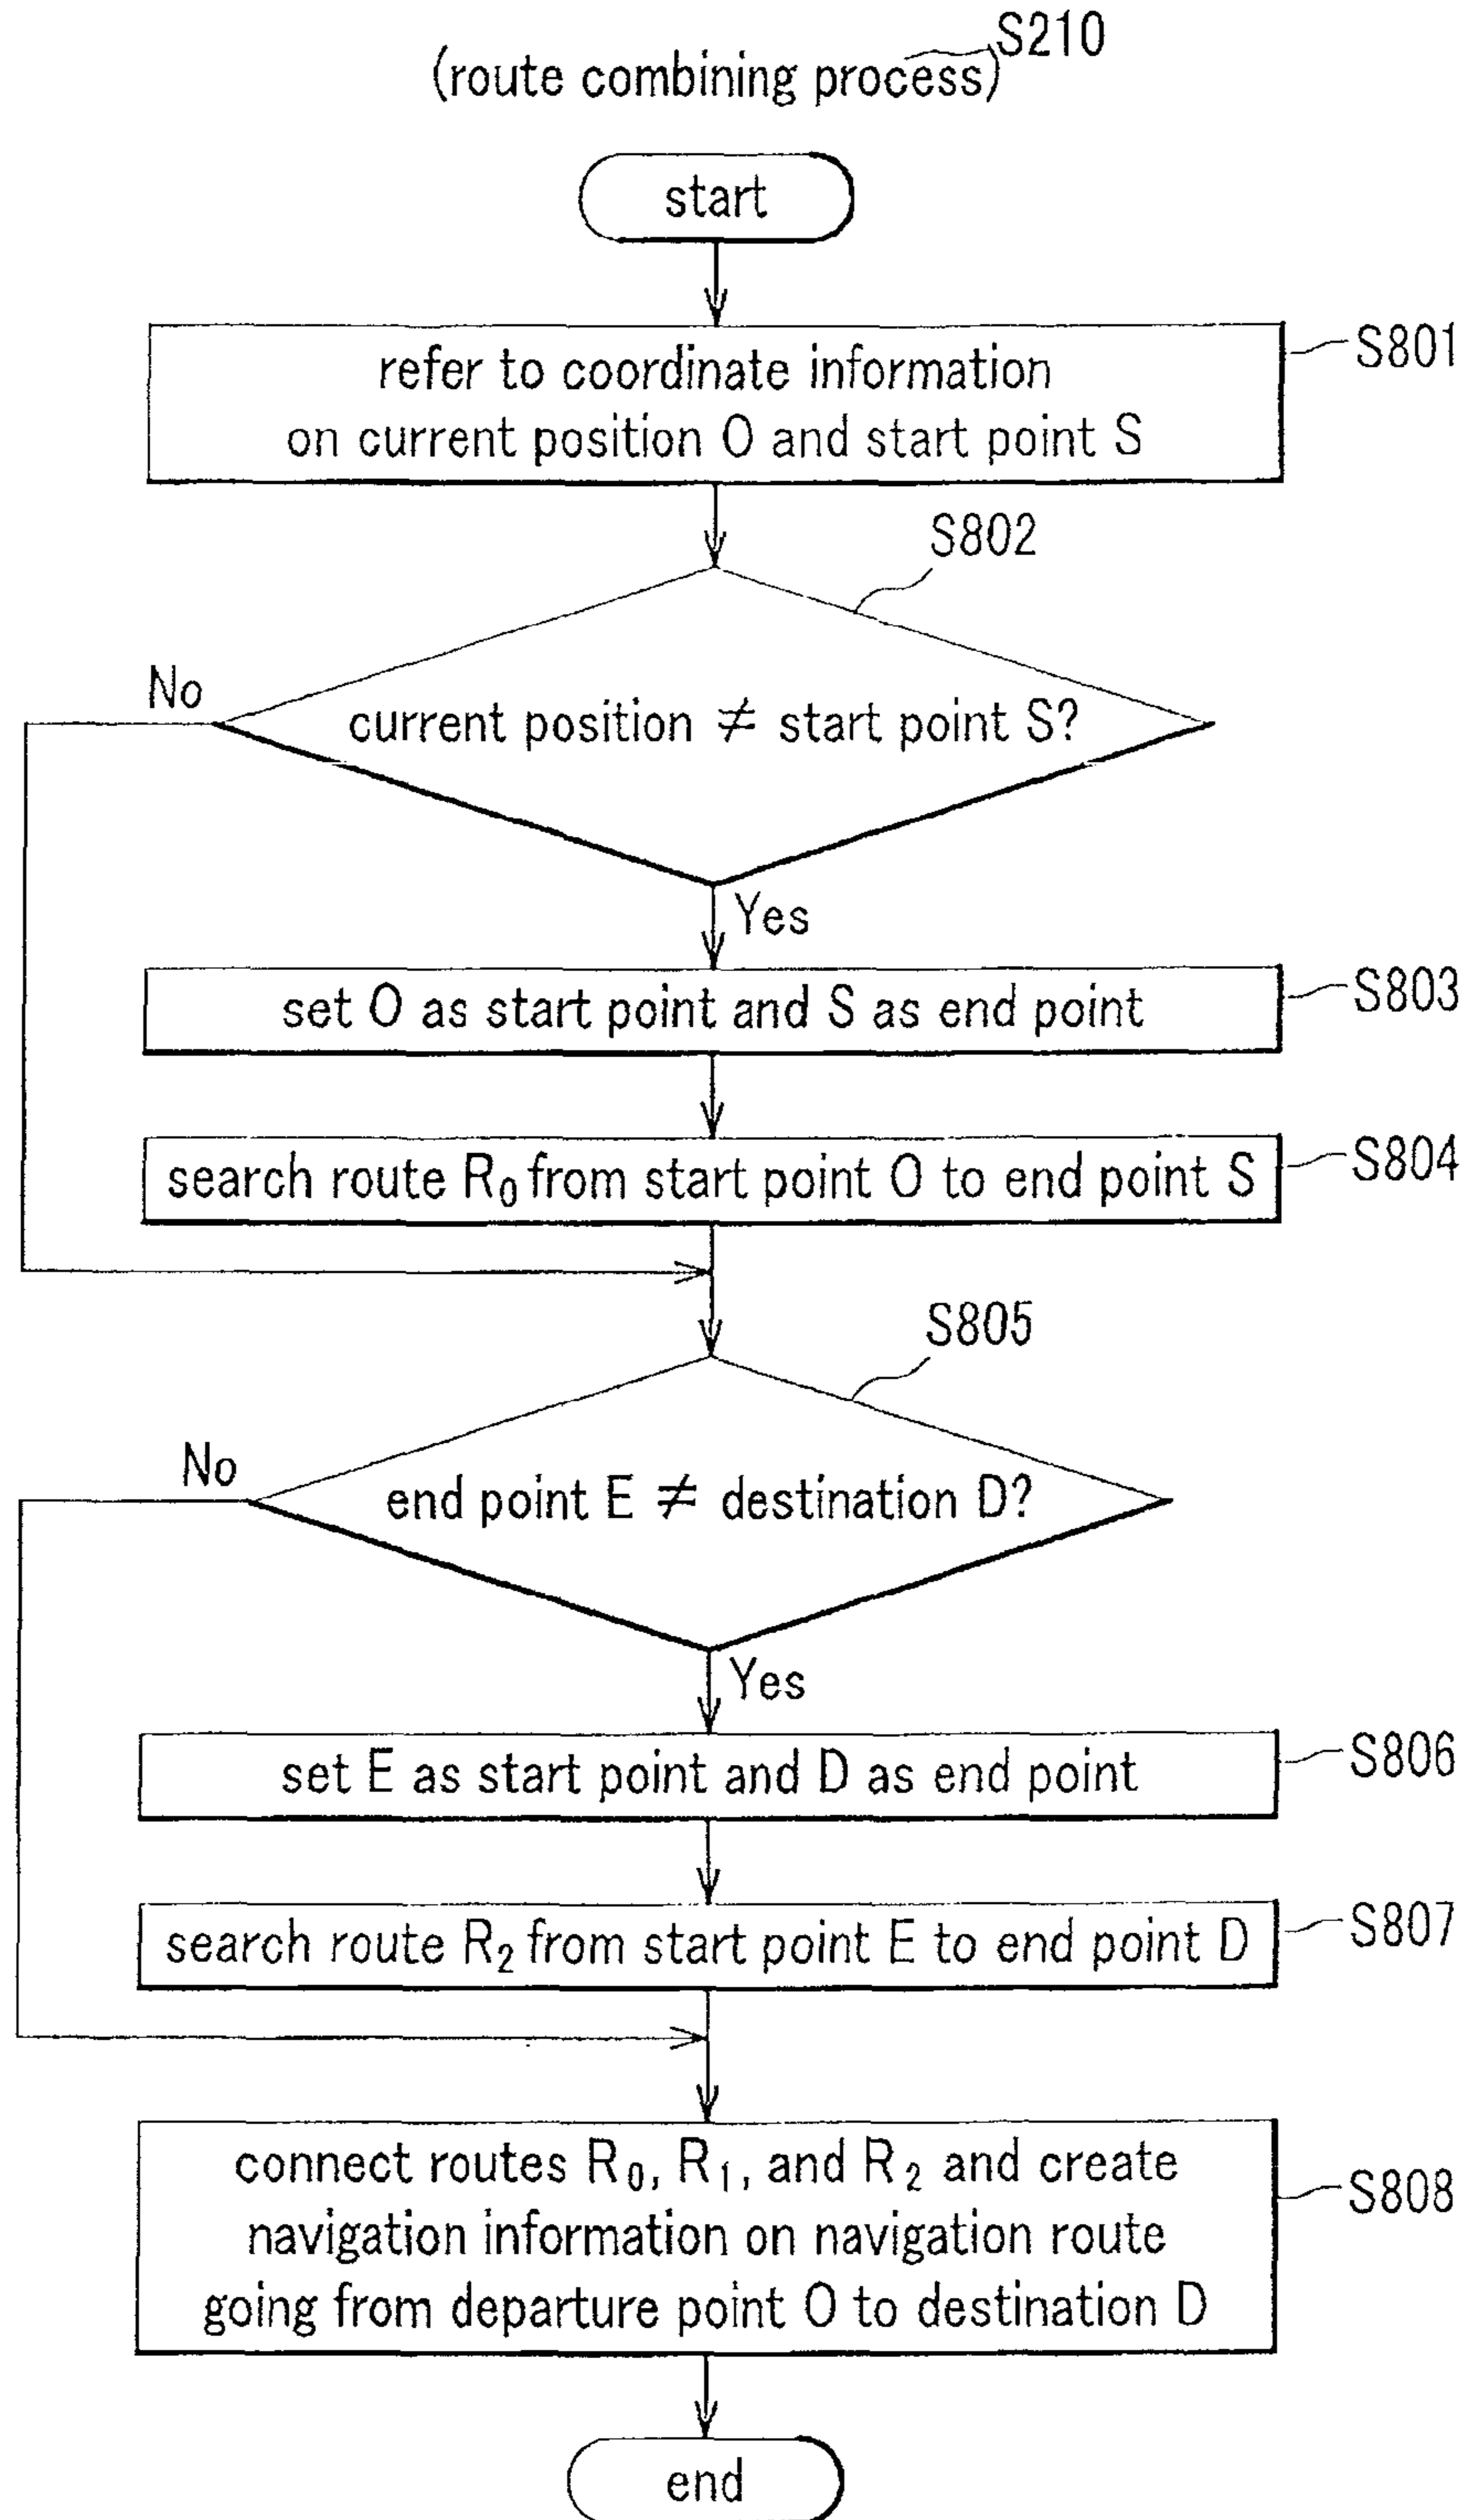 S210
(route combining process)
start
S801
refer to coordinate information
on current position O and start point S
S802
No
current position ≠ start point S?
Yes
S803
set O as start point and S as end point
S804
search route R₀ from start point O to end point S
S805
No
end point E ≠ destination D?
Yes
S806
set E as start point and D as end point
S807
search route R₂ from start point E to end point D
S808
connect routes R₀, R₁, and R₂ and create
navigation information on navigation route
going from departure point O to destination D
end